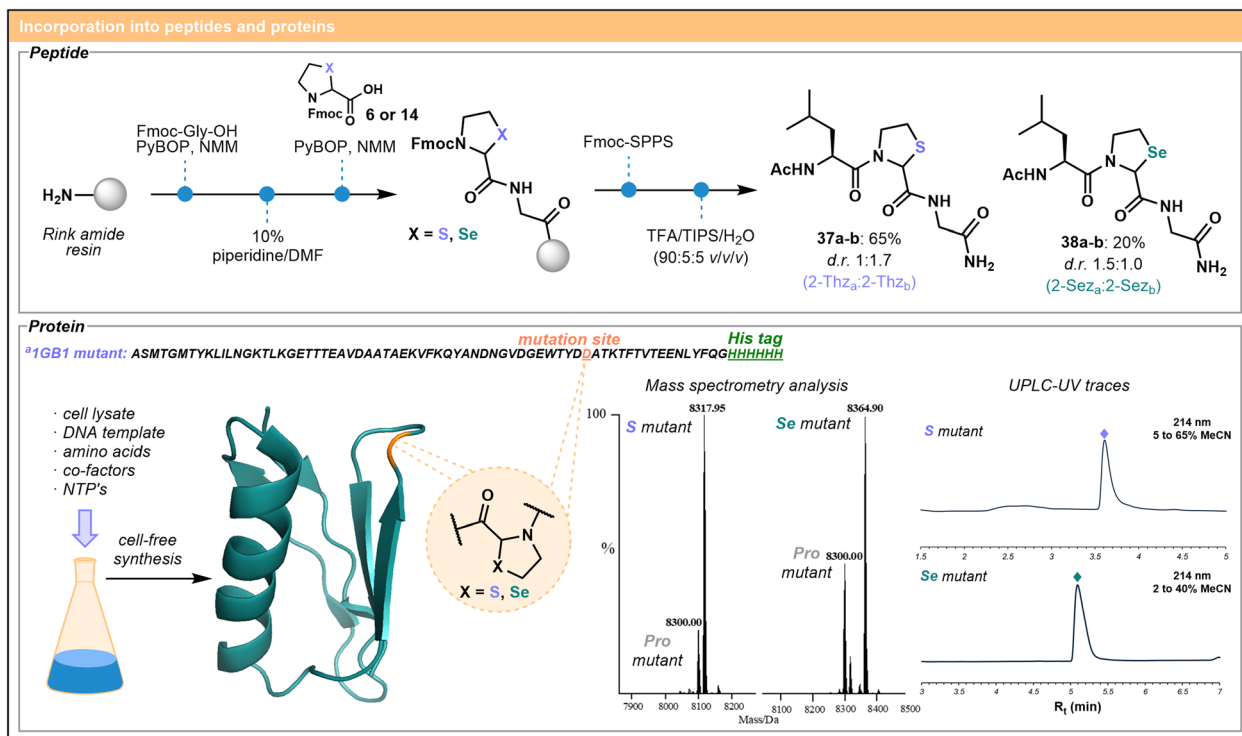 Incorporation into peptides and proteins
Peptide
X
OH
N
Fmoc
O
6 or 14
Fmoc-Gly-OH
PyBOP, NMM
PyBOP, NMM
H₂N
Rink amide
resin
10%
piperidine/DMF
FmocN
X
O
NH
O
X = S, Se
Fmoc-SPPS
TFA/TIPS/H₂O
(90:5:5 v/v/v)
AcHN
O
N
S
O
NH
O
NH₂
37a-b: 65%
d.r. 1:1.7
(2-Thzₐ:2-Thz_b)
AcHN
O
N
Se
O
NH
O
NH₂
38a-b: 20%
d.r. 1.5:1.0
(2-Sezₐ:2-Sez_b)
Protein
mutation site
His tag
ᵃ1GB1 mutant: ASMTGMTYKLILNGKTLKGETTTEAVDAATAEKVFKQYANDNGVDGEWTYDDATKTFTVTEENLYFQGHHHHHH
· cell lysate
· DNA template
· amino acids
· co-factors
· NTP's
cell-free
synthesis
O
N
X
X = S, Se
Mass spectrometry analysis
100
%
8317.95
S mutant
8300.00
Pro
mutant
7900 8000 8100 8200
8364.90
Se mutant
Pro
mutant
8300.00
8100 8200 8300 8400 8500
Mass/Da
UPLC-UV traces
S mutant
214 nm
5 to 65% MeCN
1.5 2 2.5 3 3.5 4 4.5 5
Se mutant
214 nm
2 to 40% MeCN
3 3.5 4 4.5 5 5.5 6 6.5 7
Rₜ (min)